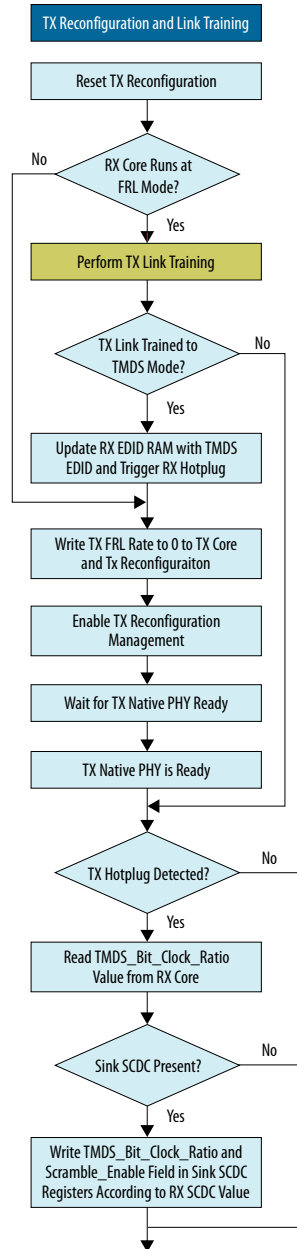 TX Reconfiguration and Link Training
Reset TX Reconfiguration
No
RX Core Runs at
FRL Mode?
Yes
Perform TX Link Training
TX Link Trained to
TMDS Mode?
No
Yes
Update RX EDID RAM with TMDS
EDID and Trigger RX Hotplug
Write TX FRL Rate to 0 to TX Core
and Tx Reconfiguraiton
Enable TX Reconfiguration
Management
Wait for TX Native PHY Ready
TX Native PHY is Ready
TX Hotplug Detected?
No
Yes
Read TMDS_Bit_Clock_Ratio
Value from RX Core
Sink SCDC Present?
No
Yes
Write TMDS_Bit_Clock_Ratio and
Scramble_Enable Field in Sink SCDC
Registers According to RX SCDC Value